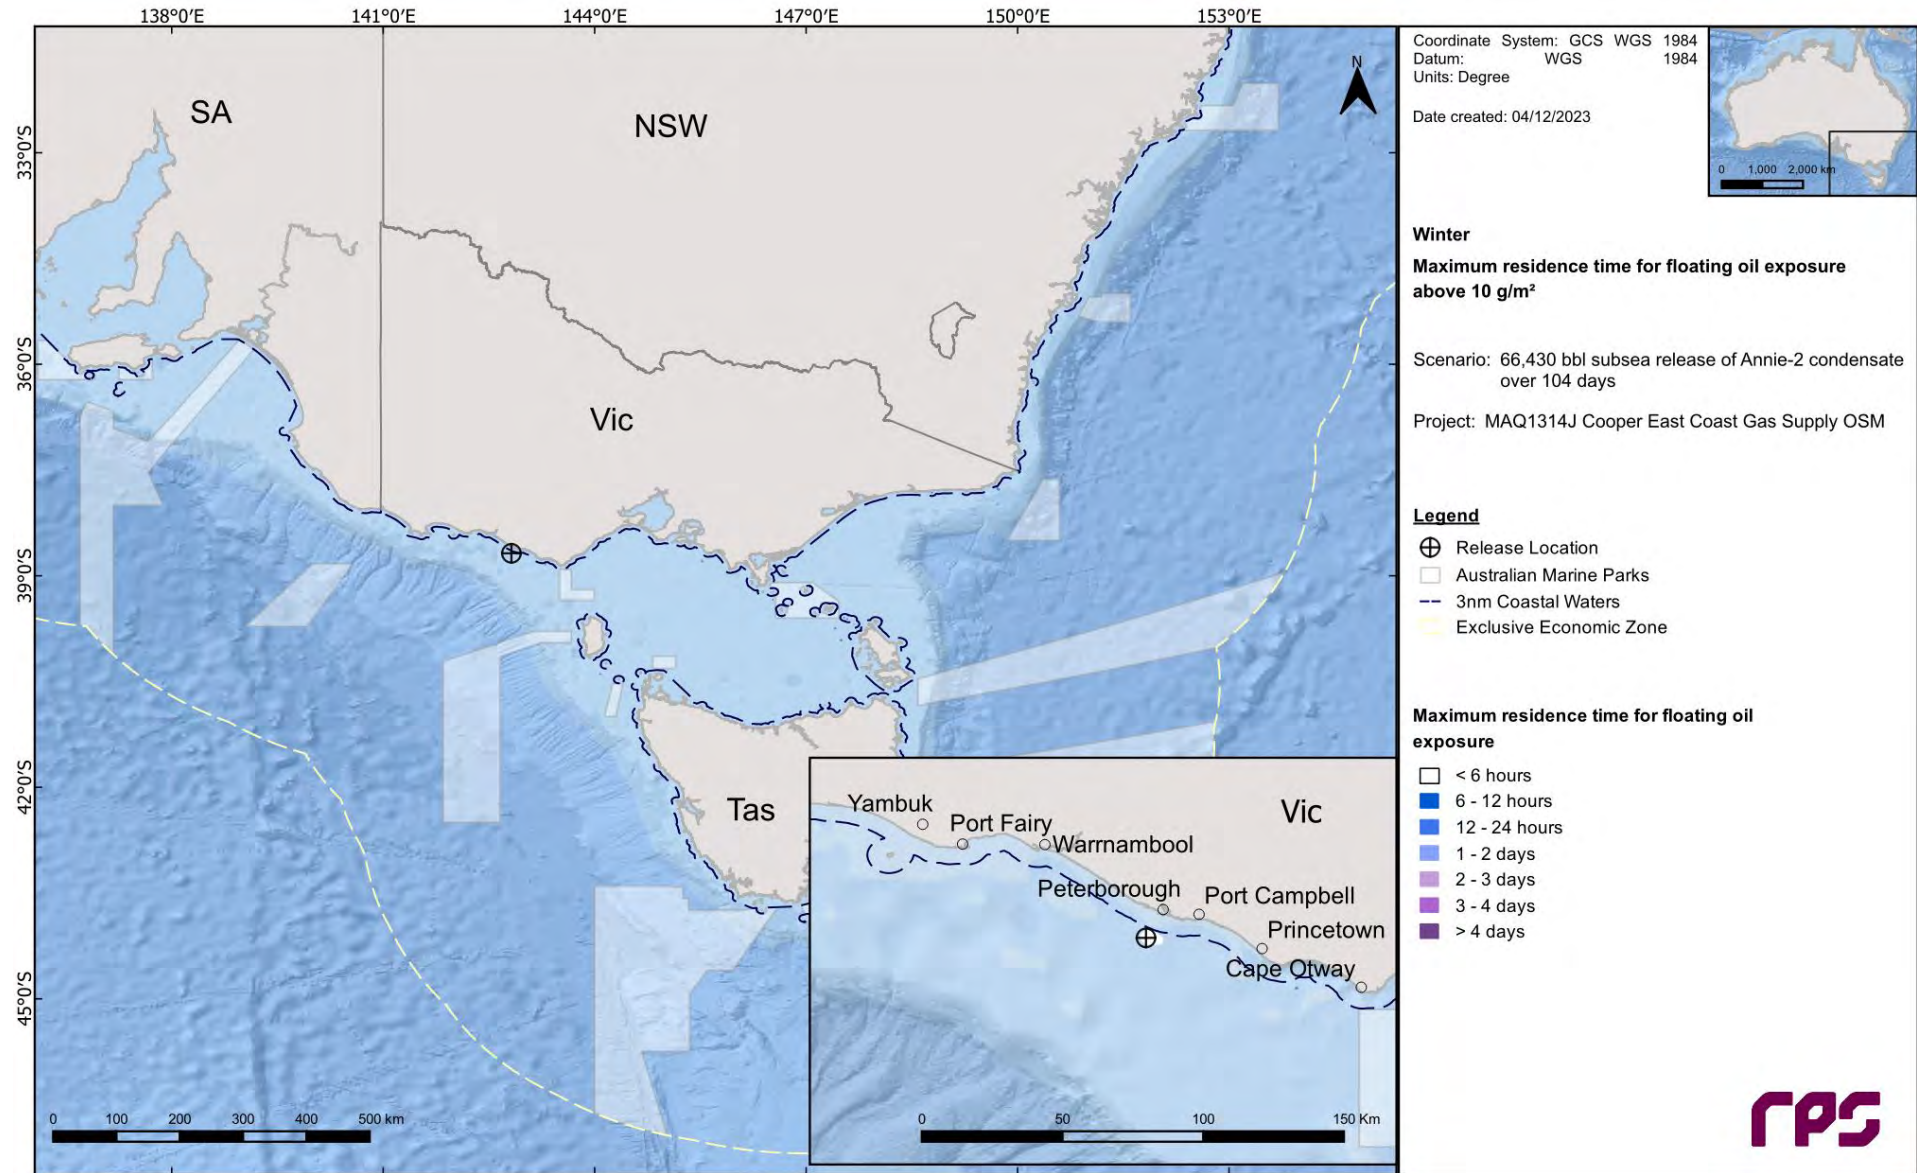 138°0'E 141°0'E 144°0'E 147°0'E 150°0'E 153°0'E
33°0'S
36°0'S
39°0'S
42°0'S
45°0'S
SA
NSW
Vic
Tas
N
0 100 200 300 400 500 km
Yambuk
Port Fairy
Warrnambool
Vic
Peterborough
Port Campbell
Princetown
Cape Otway
0 50 100 150 Km
Coordinate System: GCS WGS 1984
Datum: WGS 1984
Units: Degree
Date created: 04/12/2023
0 1,000 2,000 km
Winter
Maximum residence time for floating oil exposure
above 10 g/m²
Scenario: 66,430 bbl subsea release of Annie-2 condensate
over 104 days
Project: MAQ1314J Cooper East Coast Gas Supply OSM
Legend
Release Location
Australian Marine Parks
3nm Coastal Waters
Exclusive Economic Zone
Maximum residence time for floating oil
exposure
< 6 hours
6 - 12 hours
12 - 24 hours
1 - 2 days
2 - 3 days
3 - 4 days
> 4 days
rps